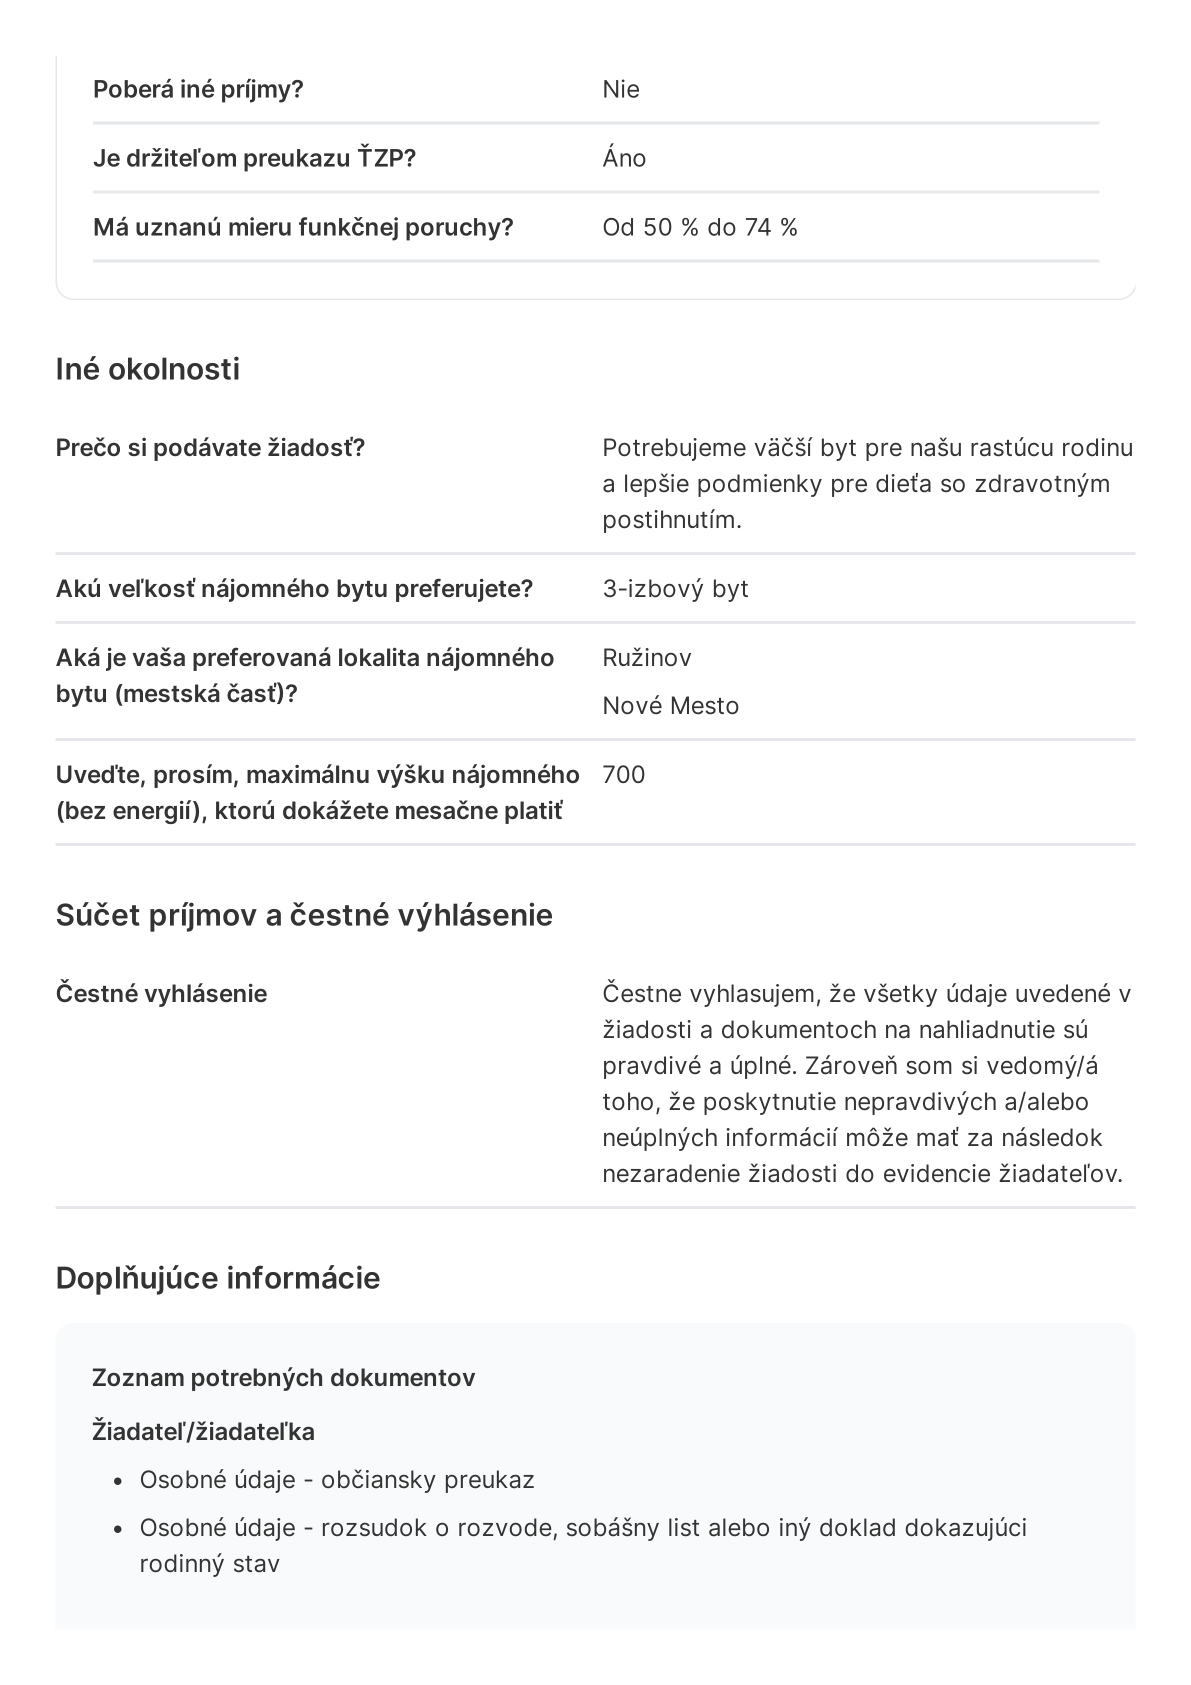 Poberá iné príjmy? Nie
Je držiteľom preukazu ŤZP? Áno
Má uznanú mieru funkčnej poruchy? Od 50 % do 74 %
Iné okolnosti
Prečo si podávate žiadosť? Potrebujeme väčší byt pre našu rastúcu rodinu
a lepšie podmienky pre dieťa so zdravotným
postihnutím.
Akú veľkosť nájomného bytu preferujete? 3-izbový byt
Aká je vaša preferovaná lokalita nájomného
bytu (mestská časť)?
Ružinov
Nové Mesto
Uveďte, prosím, maximálnu výšku nájomného
(bez energií), ktorú dokážete mesačne platiť
700
Súčet príjmov a čestné výhlásenie
Čestné vyhlásenie
Čestne vyhlasujem, že všetky údaje uvedené v
žiadosti a dokumentoch na nahliadnutie sú
pravdivé a úplné. Zároveň som si vedomý/á
toho, že poskytnutie nepravdivých a/alebo
neúplných informácií môže mať za následok
nezaradenie žiadosti do evidencie žiadateľov.
Doplňujúce informácie
Zoznam potrebných dokumentov
Žiadateľ/žiadateľka
• Osobné údaje - občiansky preukaz
• Osobné údaje - rozsudok o rozvode, sobášny list alebo iný doklad dokazujúci
rodinný stav